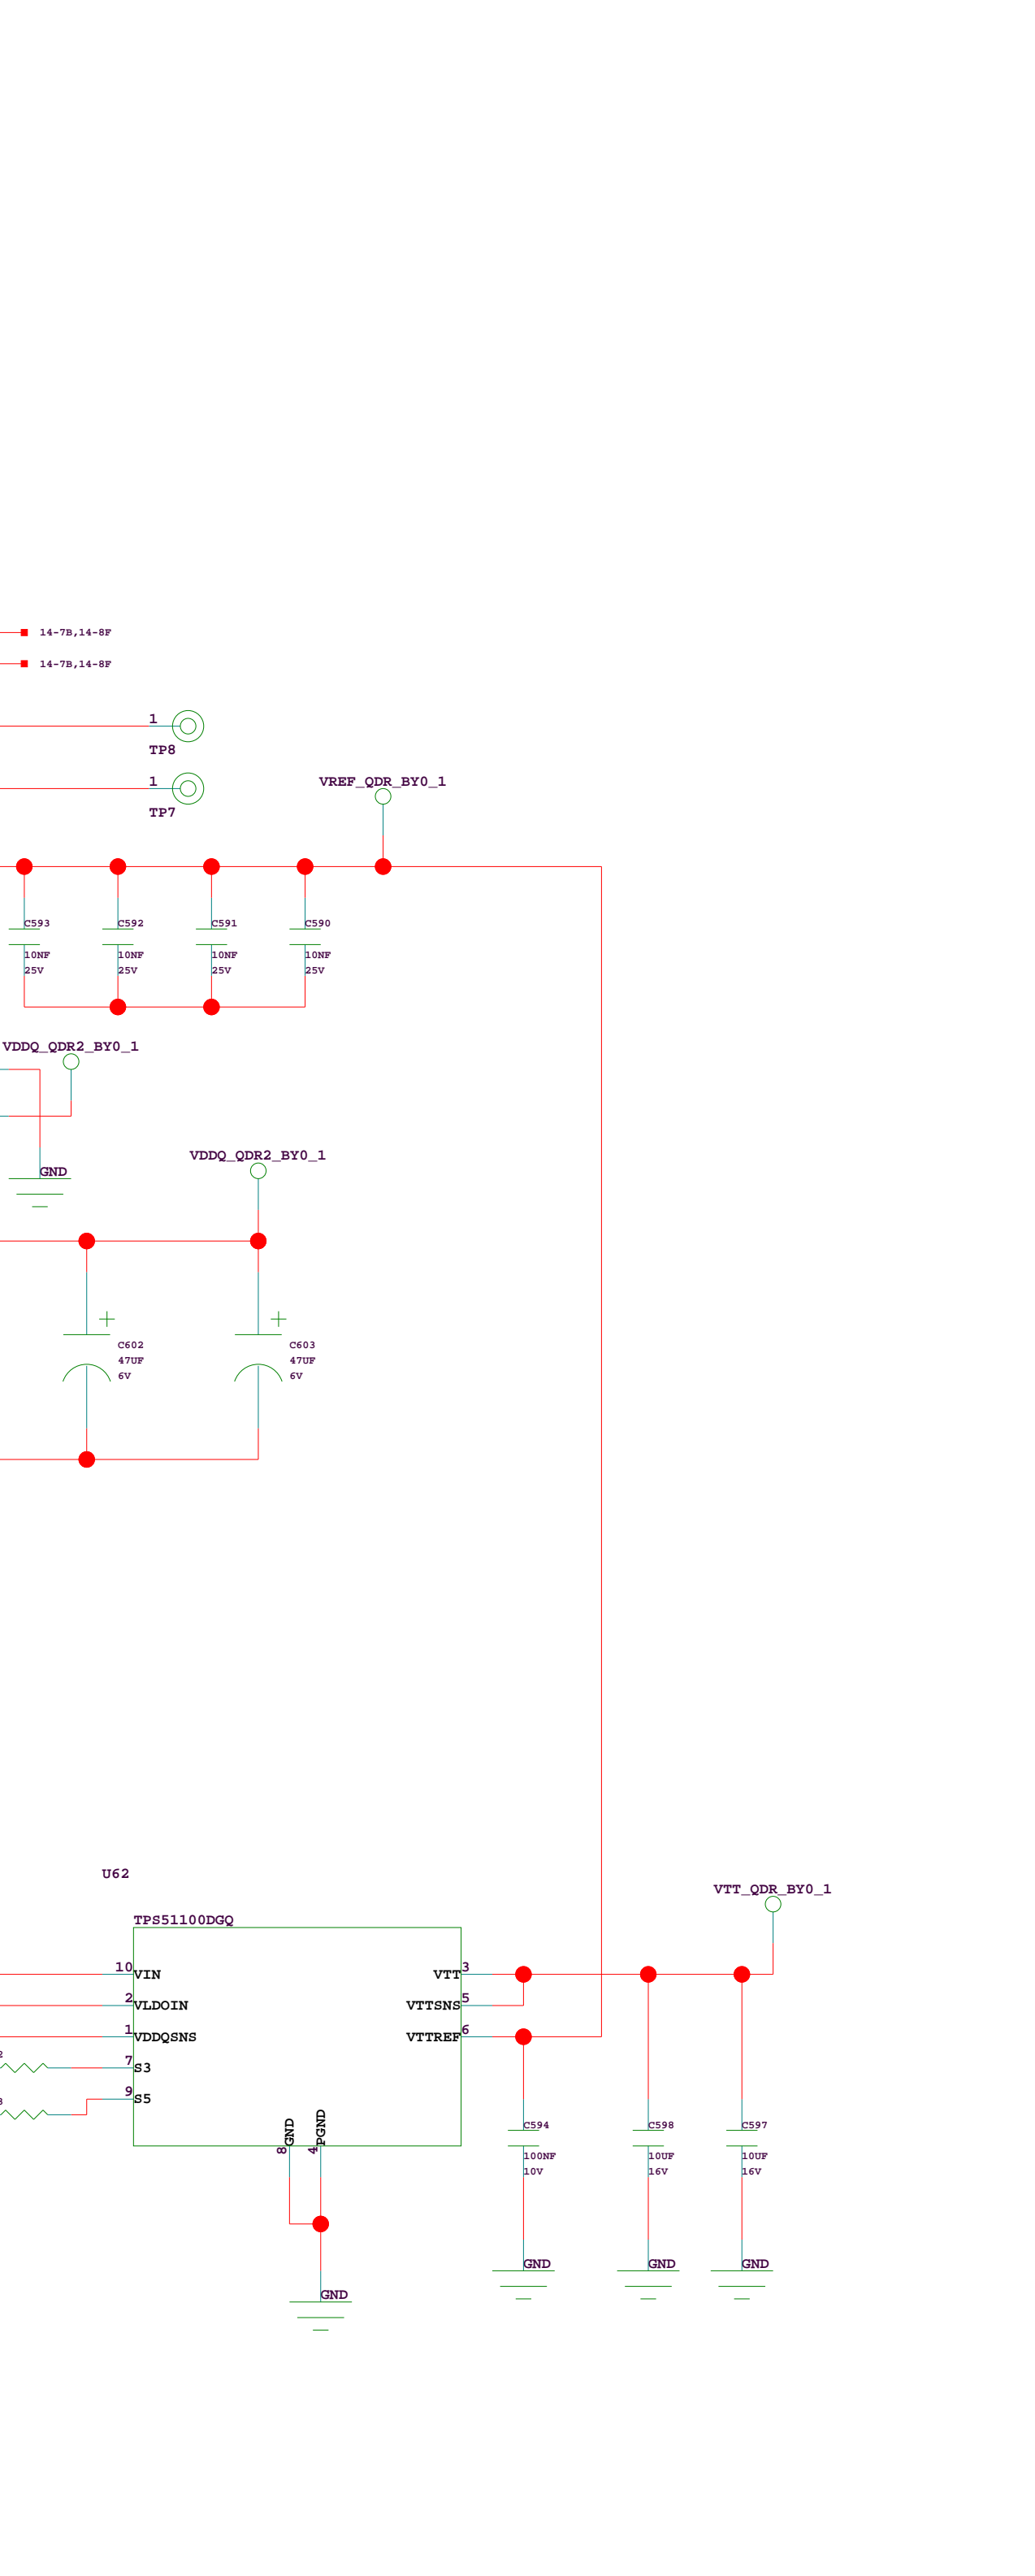 14-7B,14-8F
14-7B,14-8F
1
TP8
1
TP7
VREF_QDR_BY0_1
C593
10NF
25V
C592
10NF
25V
C591
10NF
25V
C590
10NF
25V
VDDQ_QDR2_BY0_1
GND
VDDQ_QDR2_BY0_1
C602
47UF
6V
C603
47UF
6V
U62
TPS51100DGQ
10
VIN
2
VLDOIN
1
VDDQSNS
7
S3
9
S5
VTT
3
VTTSNS
5
VTTREF
6
GND
8
PGND
4
GND
VTT_QDR_BY0_1
C594
100NF
10V
GND
C598
10UF
16V
GND
C597
10UF
16V
GND